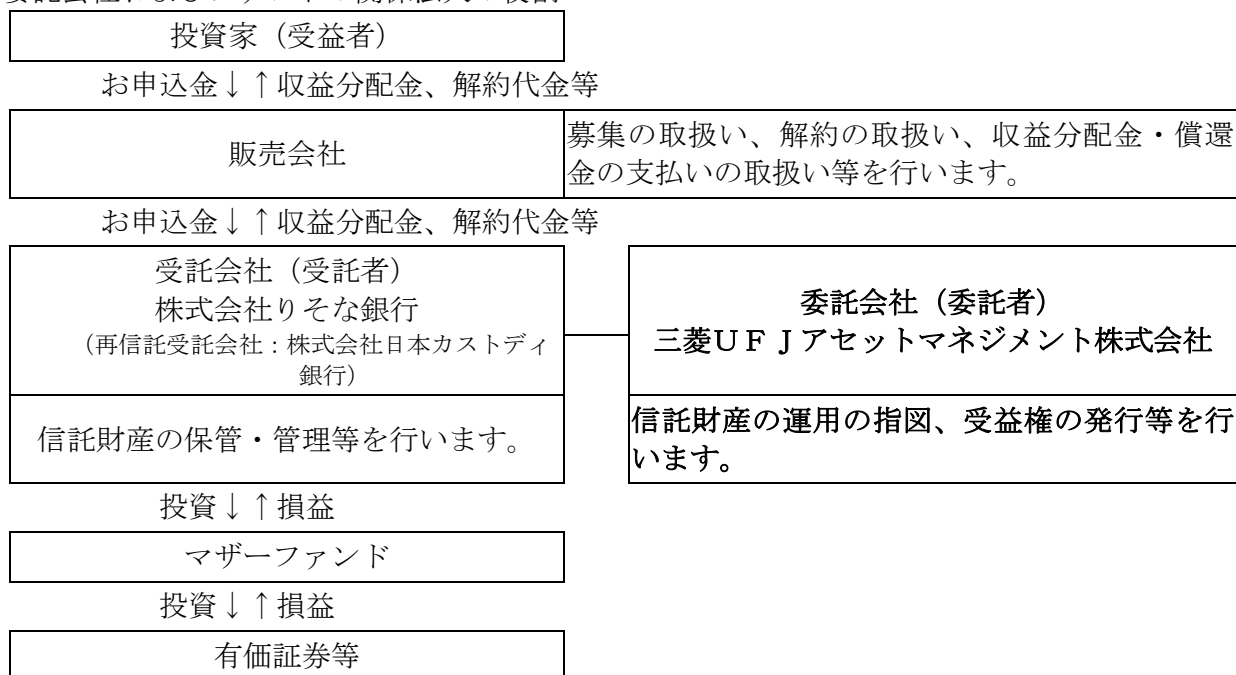 投資家（受益者）
お申込金↓↑収益分配金、解約代金等
販売会社
募集の取扱い、解約の取扱い、収益分配金・償還
金の支払いの取扱い等を行います。
お申込金↓↑収益分配金、解約代金等
受託会社（受託者）
株式会社りそな銀行
（再信託受託会社：株式会社日本カストディ
銀行）
信託財産の保管・管理等を行います。
委託会社（委託者）
三菱ＵＦＪアセットマネジメント株式会社
信託財産の運用の指図、受益権の発行等を行
います。
投資↓↑損益
マザーファンド
投資↓↑損益
有価証券等